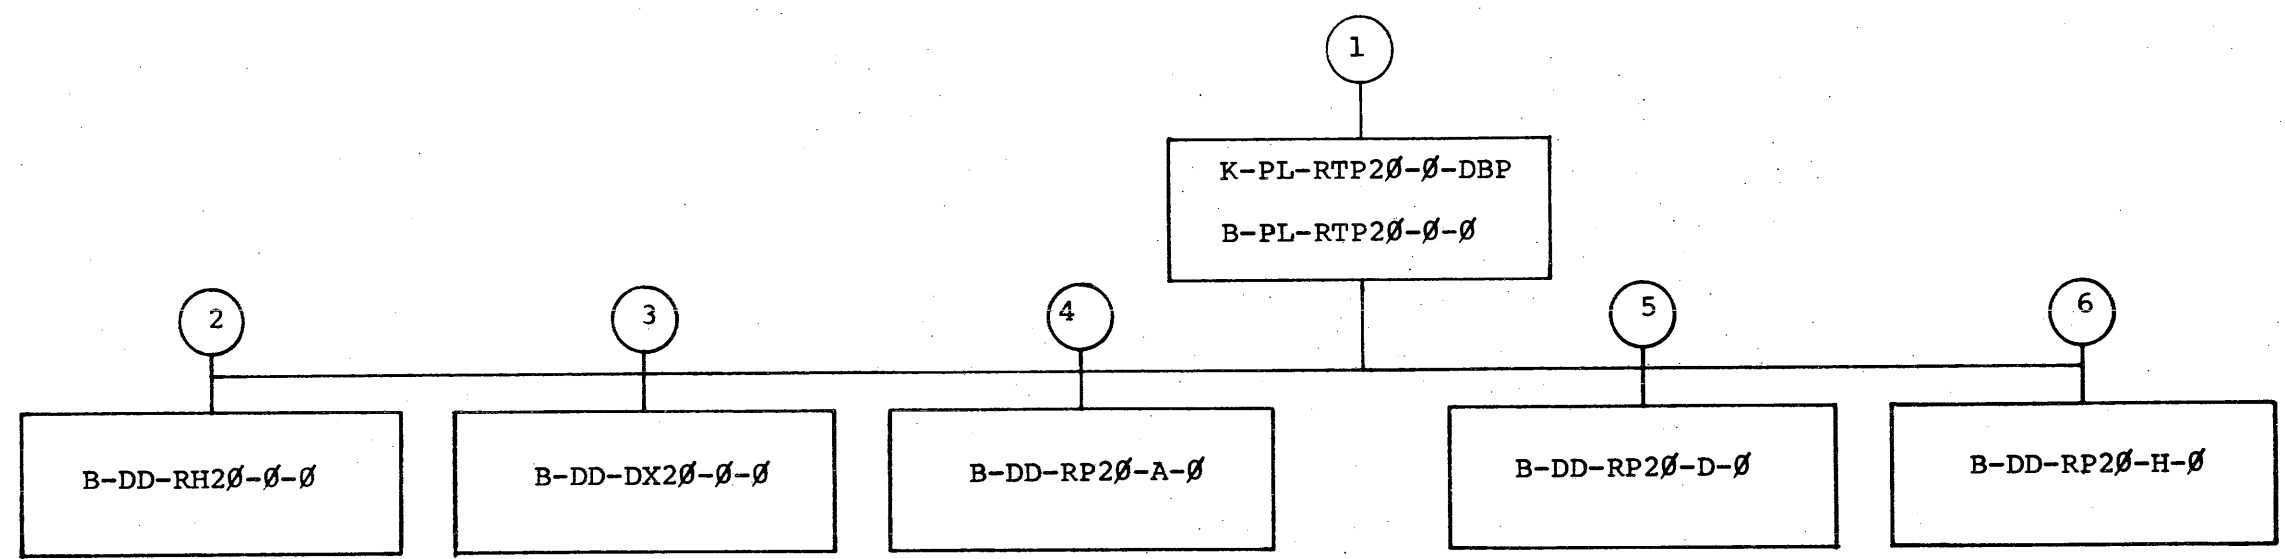 1
K-PL-RTP2Ø-Ø-DBP
B-PL-RTP2Ø-Ø-Ø
2
3
4
5
6
B-DD-RH2Ø-Ø-Ø
B-DD-DX2Ø-Ø-Ø
B-DD-RP2Ø-A-Ø
B-DD-RP2Ø-D-Ø
B-DD-RP2Ø-H-Ø